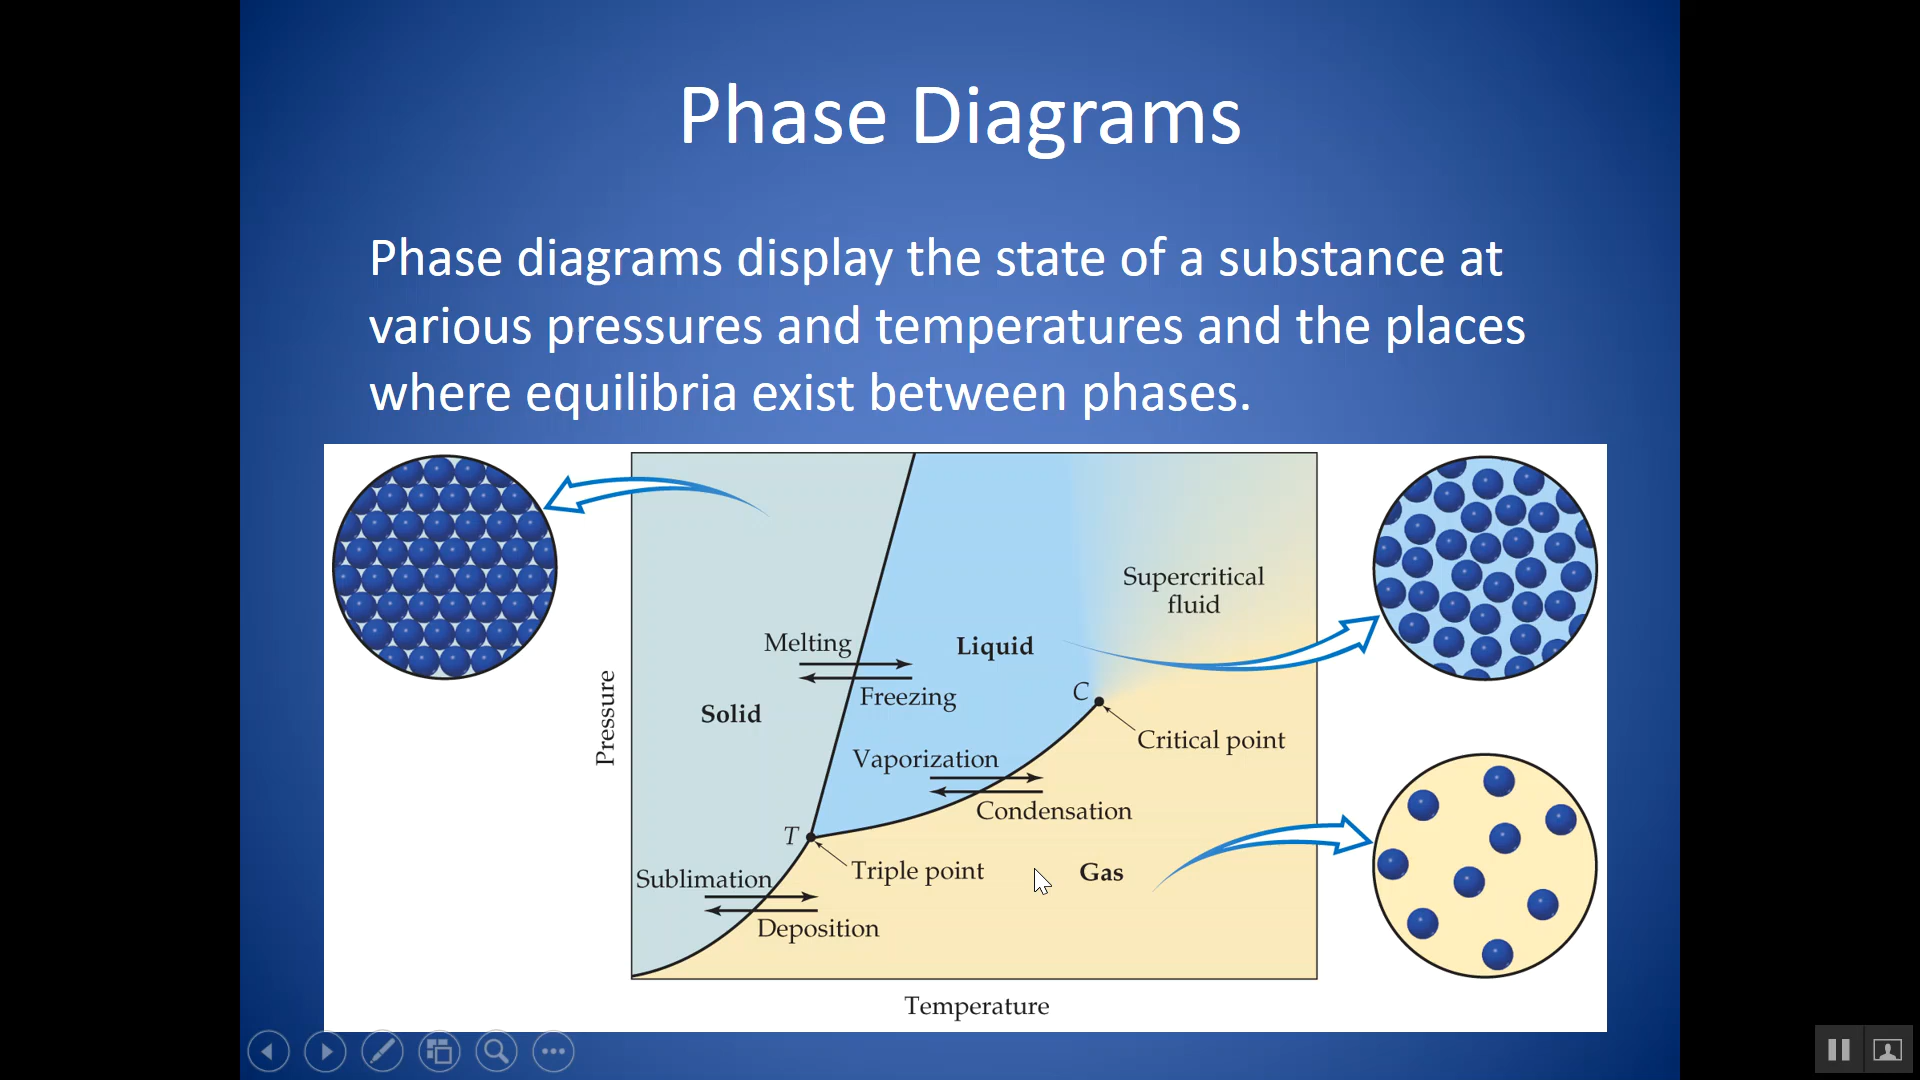 Phase Diagrams
Phase diagrams display the state of a substance at
various pressures and temperatures and the places
where equilibria exist between phases.
Supercritical
fluid
Melting
Liquid
Freezing
C
Solid
Pressure
Critical point
Vaporization
Condensation
T
Triple point
Gas
Sublimation
Deposition
Temperature